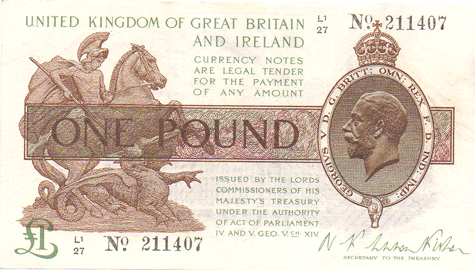 UNITED KINGDOM OF GREAT BRITAIN
AND IRELAND
L1/27 No 211407
CURRENCY NOTES
ARE LEGAL TENDER
FOR THE PAYMENT
OF ANY AMOUNT
ONE POUND
GEORGIVS V D. G. BRITT: OMN: REX F. D. IND: IMP:
ISSUED BY THE LORDS
COMMISSIONERS OF HIS
MAJESTY'S TREASURY
UNDER THE AUTHORITY
OF ACT OF PARLIAMENT
IV AND V. GEO. V. CH. XIV.
£1 L1/27 No 211407
SECRETARY TO THE TREASURY